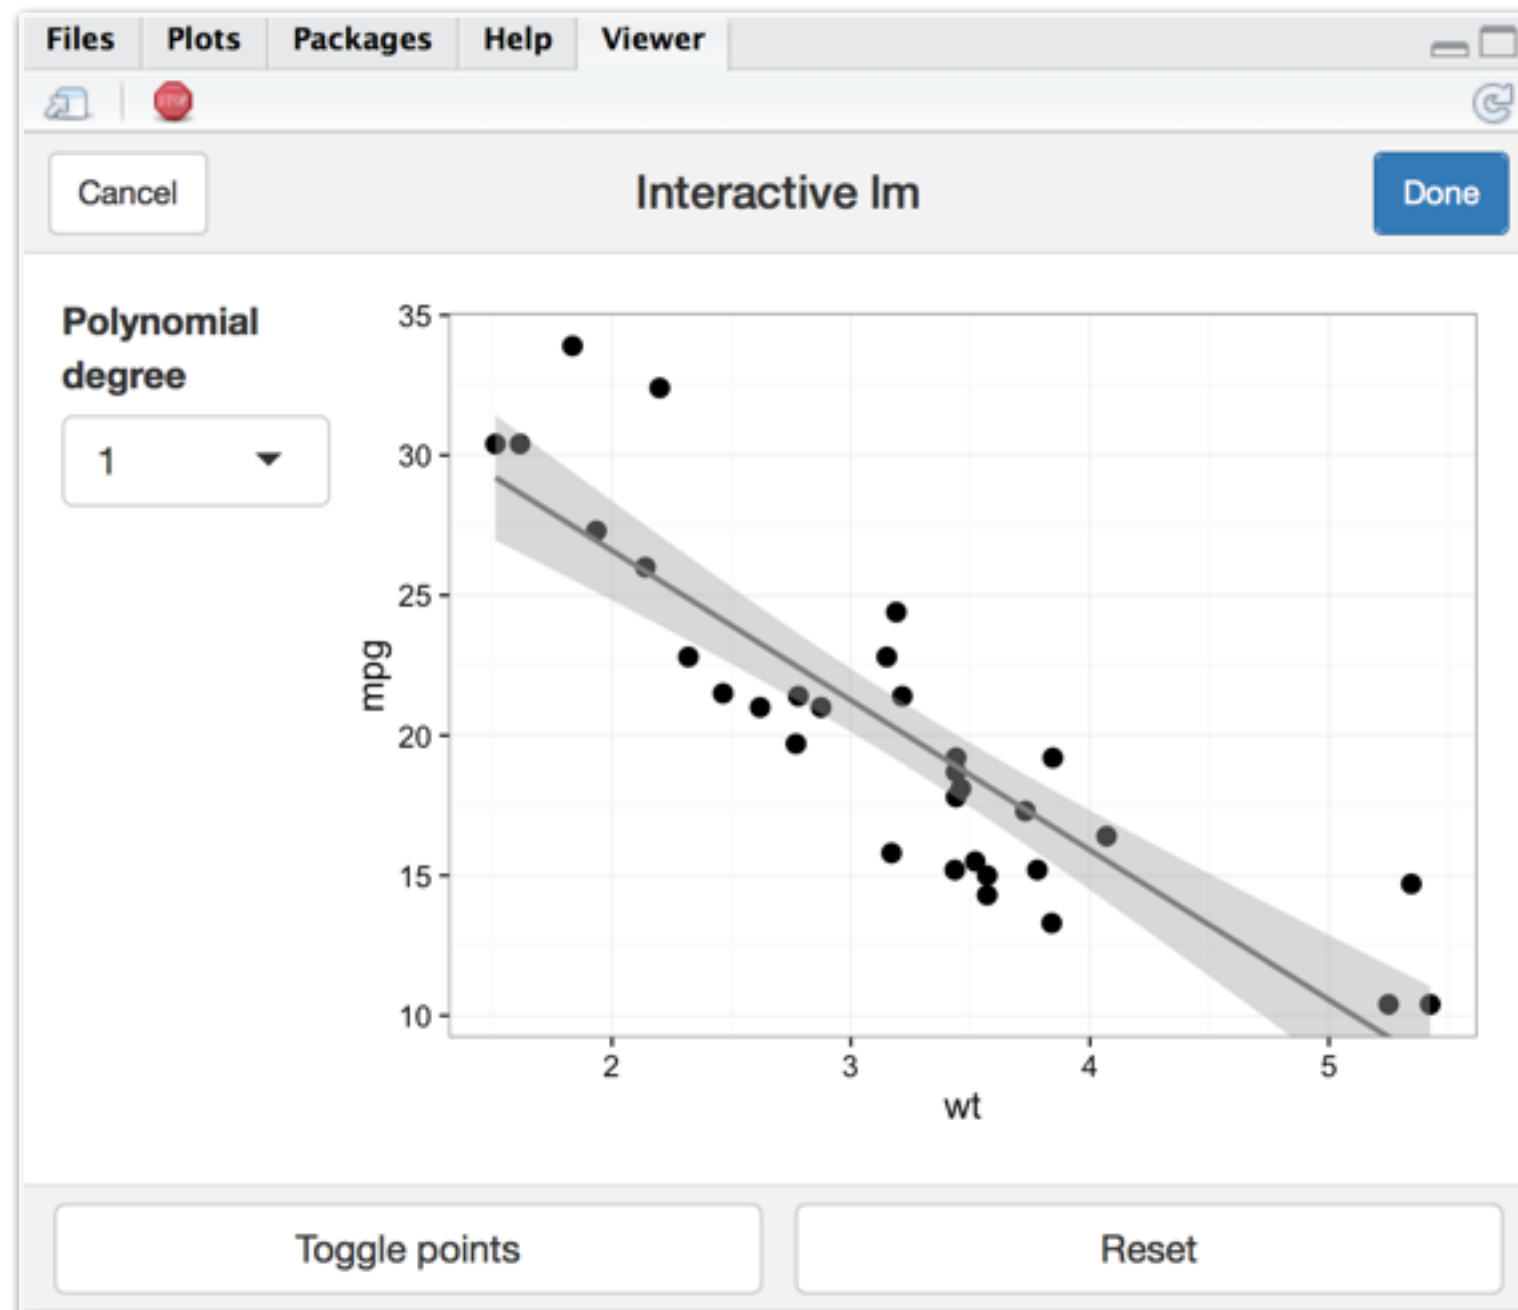 Files Plots Packages Help Viewer
STOP
Cancel Interactive lm Done
Polynomial
degree
1
35
30
25
20
15
10
mpg
2 3 4 5
wt
Toggle points Reset